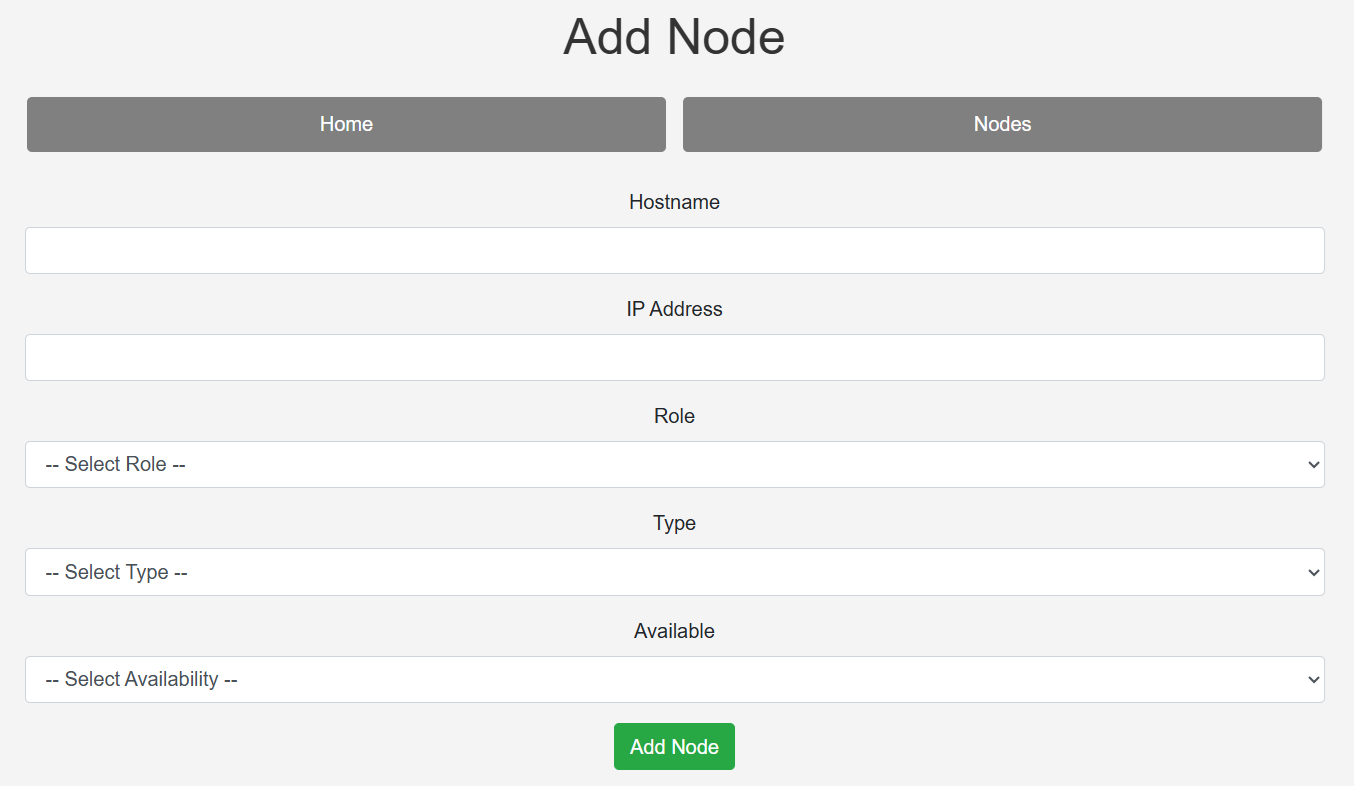 Add Node
Home Nodes
Hostname
IP Address
Role
-- Select Role --
Type
-- Select Type --
Available
-- Select Availability --
Add Node